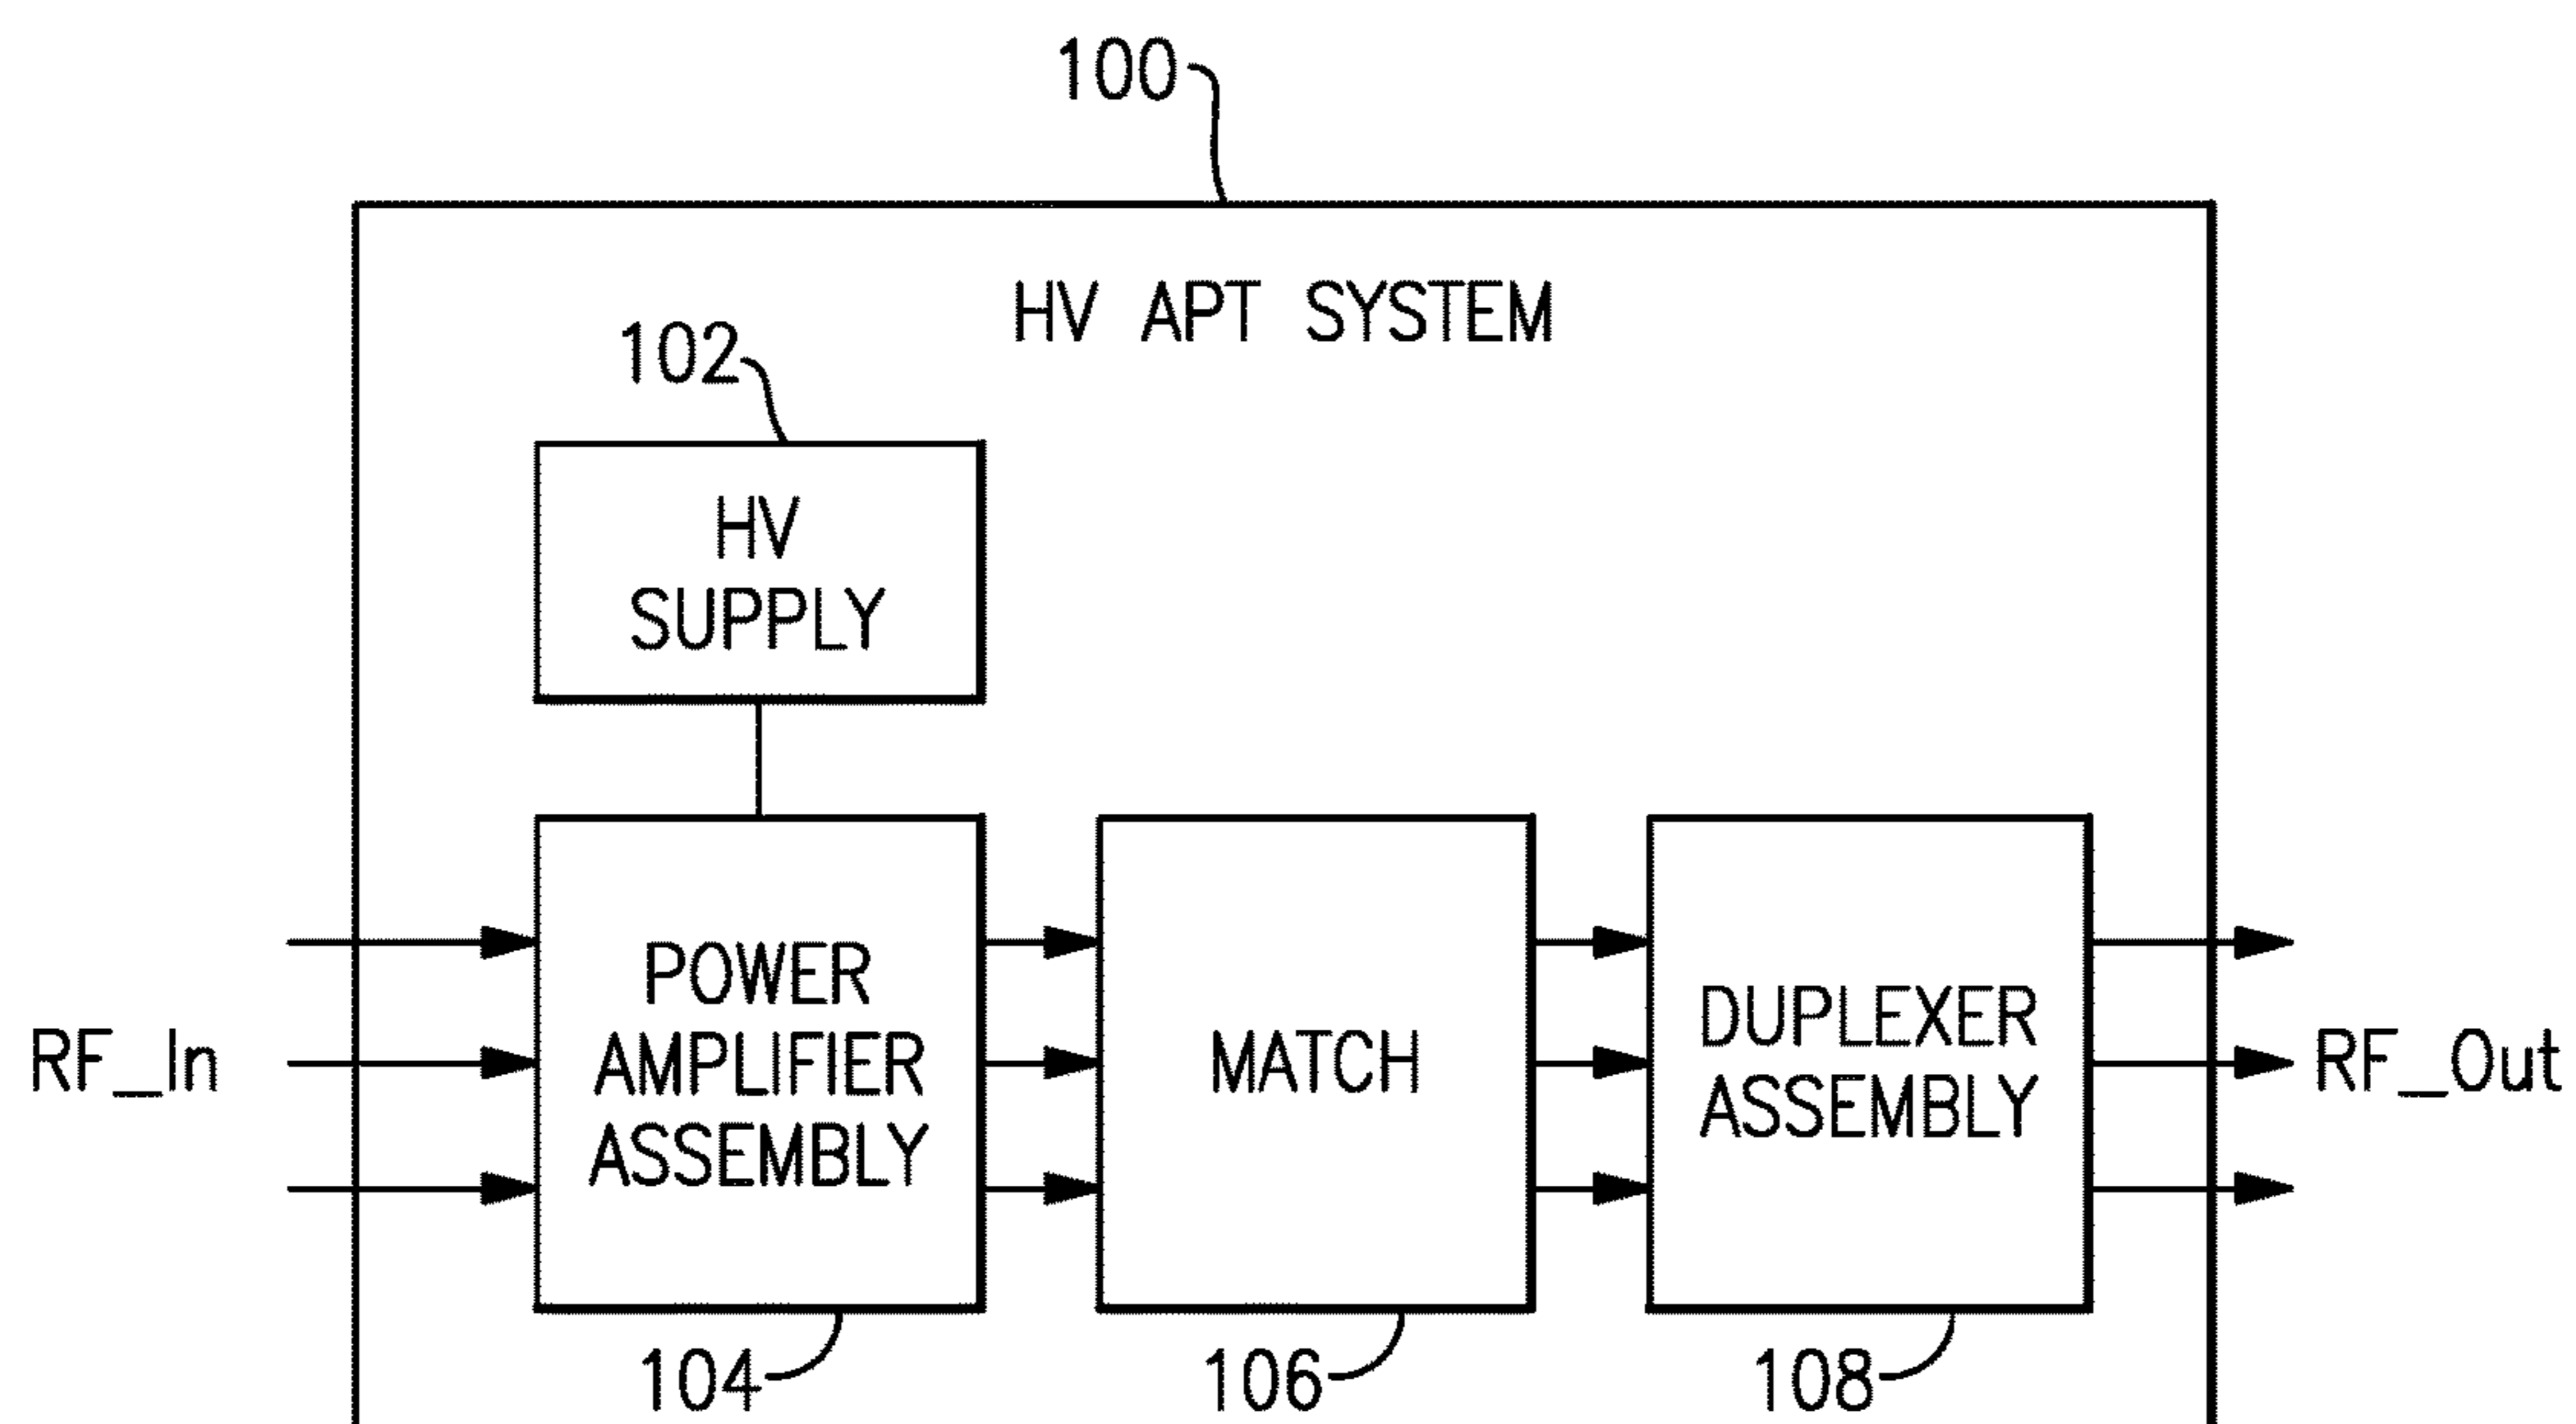 100
HV APT SYSTEM
102
HV
SUPPLY
RF_In
POWER
AMPLIFIER
ASSEMBLY
MATCH
DUPLEXER
ASSEMBLY
RF_Out
104
106
108